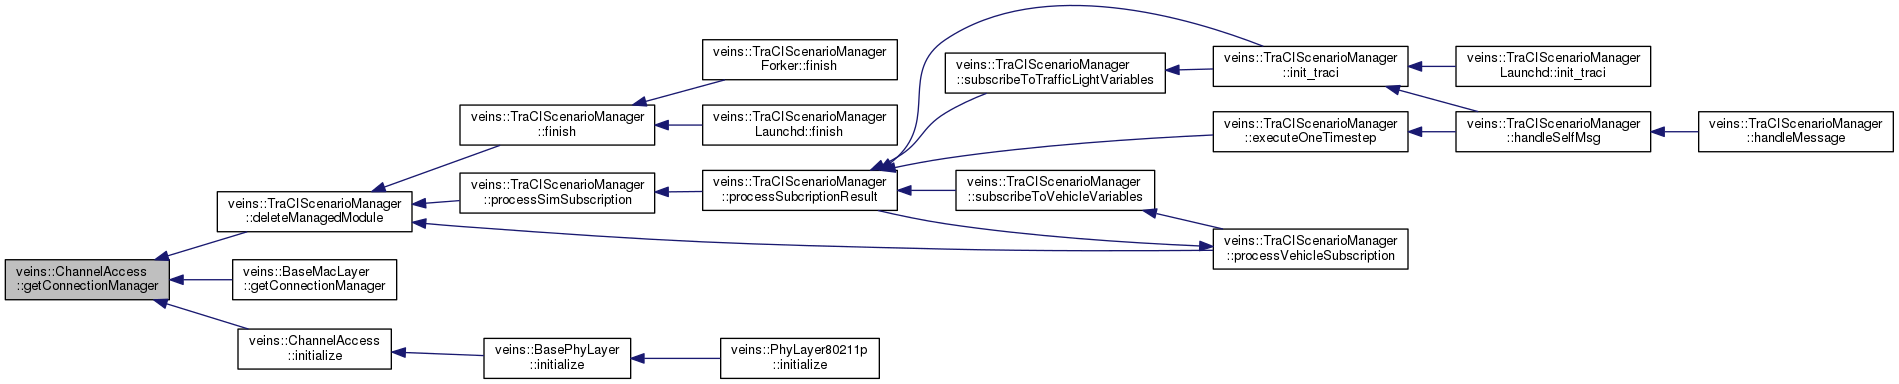 veins::TraCIScenarioManager
Forker::finish
veins::TraCIScenarioManager
::finish
veins::TraCIScenarioManager
Launchd::finish
veins::TraCIScenarioManager
::subscribeToTrafficLightVariables
veins::TraCIScenarioManager
::init_traci
veins::TraCIScenarioManager
Launchd::init_traci
veins::TraCIScenarioManager
::executeOneTimestep
veins::TraCIScenarioManager
::handleSelfMsg
veins::TraCIScenarioManager
::handleMessage
veins::TraCIScenarioManager
::deleteManagedModule
veins::TraCIScenarioManager
::processSimSubscription
veins::TraCIScenarioManager
::processSubcriptionResult
veins::TraCIScenarioManager
::subscribeToVehicleVariables
veins::TraCIScenarioManager
::processVehicleSubscription
veins::ChannelAccess
::getConnectionManager
veins::BaseMacLayer
::getConnectionManager
veins::ChannelAccess
::initialize
veins::BasePhyLayer
::initialize
veins::PhyLayer80211p
::initialize